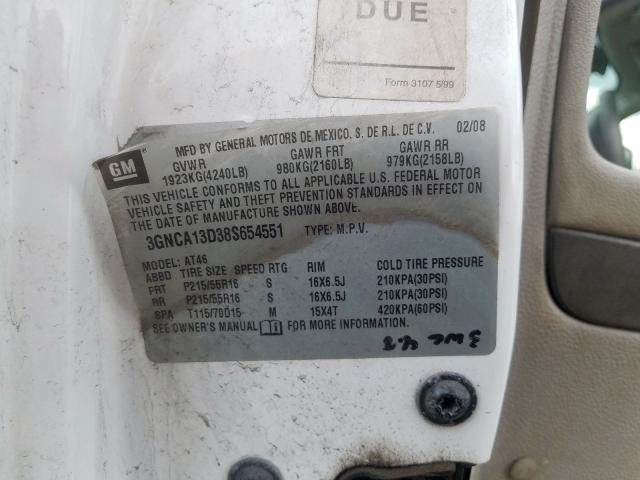 DUE
Form 3107 5/99
MFD BY GENERAL MOTORS DE MEXICO, S. DE R.L. DE C.V. 02/08
GM
GVWR GAWR FRT GAWR RR
1923KG(4240LB) 980KG(2160LB) 979KG(2158LB)
THIS VEHICLE CONFORMS TO ALL APPLICABLE U.S. FEDERAL MOTOR
VEHICLE SAFETY AND THEFT PREVENTION STANDARDS IN EFFECT ON
THE DATE OF MANUFACTURE SHOWN ABOVE.
3GNCA13D38S654551 TYPE: M.P.V.
MODEL: AT46
ABBD TIRE SIZE SPEED RTG RIM COLD TIRE PRESSURE
FRT P215/55R16 S 16X6.5J 210KPA(30PSI)
RR P215/55R16 S 16X6.5J 210KPA(30PSI)
SPA T115/70D15 M 15X4T 420KPA(60PSI)
SEE OWNER'S MANUAL FOR MORE INFORMATION
3WC